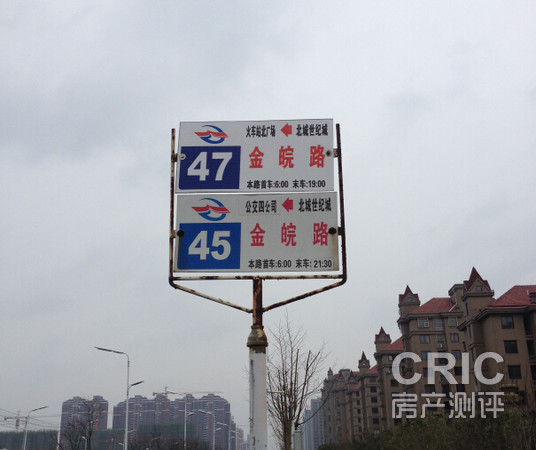 火车站北广场 ← 北城世纪城
47 金皖路
本路首车:6:00 末车:19:00
公交四公司 ← 北城世纪城
45 金皖路
本路首车:6:00 末车:21:30
CRIC
房产测评